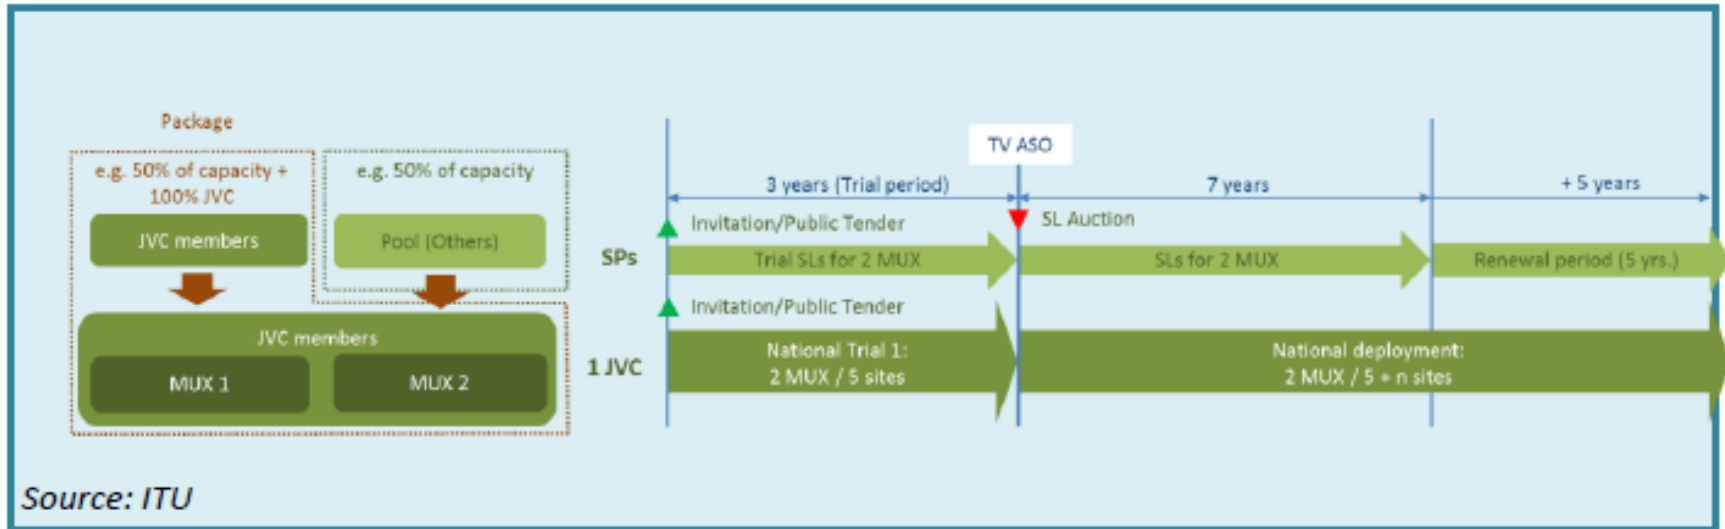 Package
e.g. 50% of capacity +
100% JVC
e.g. 50% of capacity
JVC members
Pool (Others)
JVC members
MUX 1
MUX 2
TV ASO
3 years (Trial period)
7 years
+ 5 years
Invitation/Public Tender
SL Auction
SPs
Trial SLs for 2 MUX
SLs for 2 MUX
Renewal period (5 yrs.)
Invitation/Public Tender
1 JVC
National Trial 1:
2 MUX / 5 sites
National deployment:
2 MUX / 5 + n sites
Source: ITU